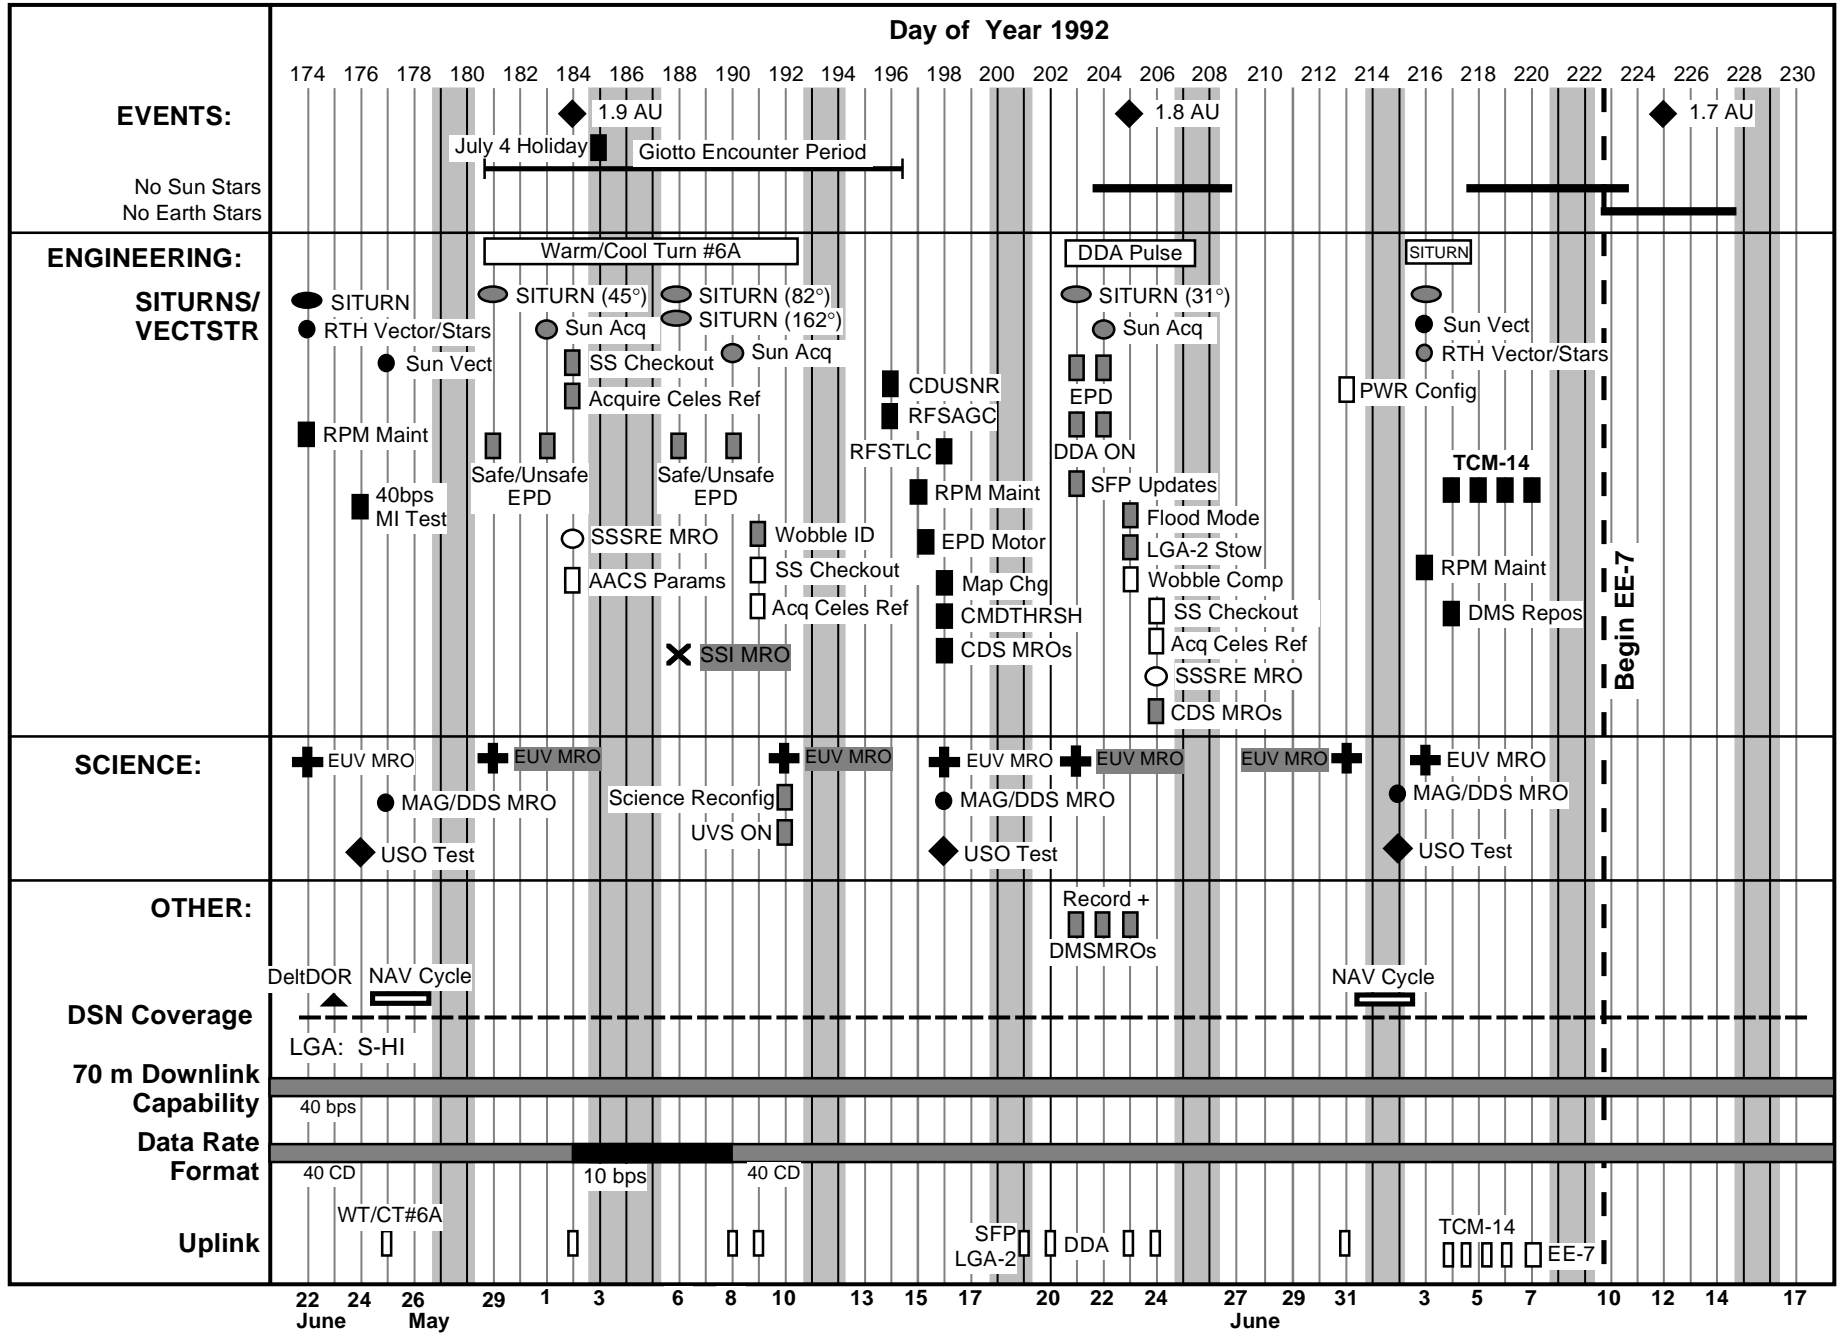 Day of Year 1992
174 176 178 180 182 184 186 188 190 192 194 196 198 200 202 204 206 208 210 212 214 216 218 220 222 224 226 228 230
EVENTS:
1.9 AU
1.8 AU
1.7 AU
July 4 Holiday
Giotto Encounter Period
No Sun Stars
No Earth Stars
ENGINEERING:
Warm/Cool Turn #6A
DDA Pulse
SITURN
SITURNS/
VECTSTR
SITURN
RTH Vector/Stars
Sun Vect
RPM Maint
40bps
MI Test
SITURN (45°)
Sun Acq
SS Checkout
Acquire Celes Ref
Safe/Unsafe
EPD
SSSRE MRO
AACS Params
SITURN (82°)
SITURN (162°)
Sun Acq
Safe/Unsafe
EPD
Wobble ID
SS Checkout
Acq Celes Ref
SSI MRO
CDUSNR
RFSAGC
RFSTLC
RPM Maint
EPD Motor
Map Chg
CMDTHRSH
CDS MROs
SITURN (31°)
Sun Acq
EPD
DDA ON
SFP Updates
Flood Mode
LGA-2 Stow
Wobble Comp
SS Checkout
Acq Celes Ref
SSSRE MRO
CDS MROs
Sun Vect
RTH Vector/Stars
PWR Config
TCM-14
RPM Maint
DMS Repos
Begin EE-7
SCIENCE:
EUV MRO
EUV MRO
EUV MRO
EUV MRO
EUV MRO
EUV MRO
EUV MRO
MAG/DDS MRO
Science Reconfig
MAG/DDS MRO
MAG/DDS MRO
UVS ON
USO Test
USO Test
USO Test
OTHER:
Record +
DMSMROs
DeltDOR
NAV Cycle
NAV Cycle
DSN Coverage
LGA: S-HI
70 m Downlink
Capability
40 bps
Data Rate
Format
40 CD
10 bps
40 CD
Uplink
WT/CT#6A
SFP
LGA-2
DDA
TCM-14
EE-7
22 24 26 29 1 3 6 8 10 13 15 17 20 22 24 27 29 31 3 5 7 10 12 14 17
June May June